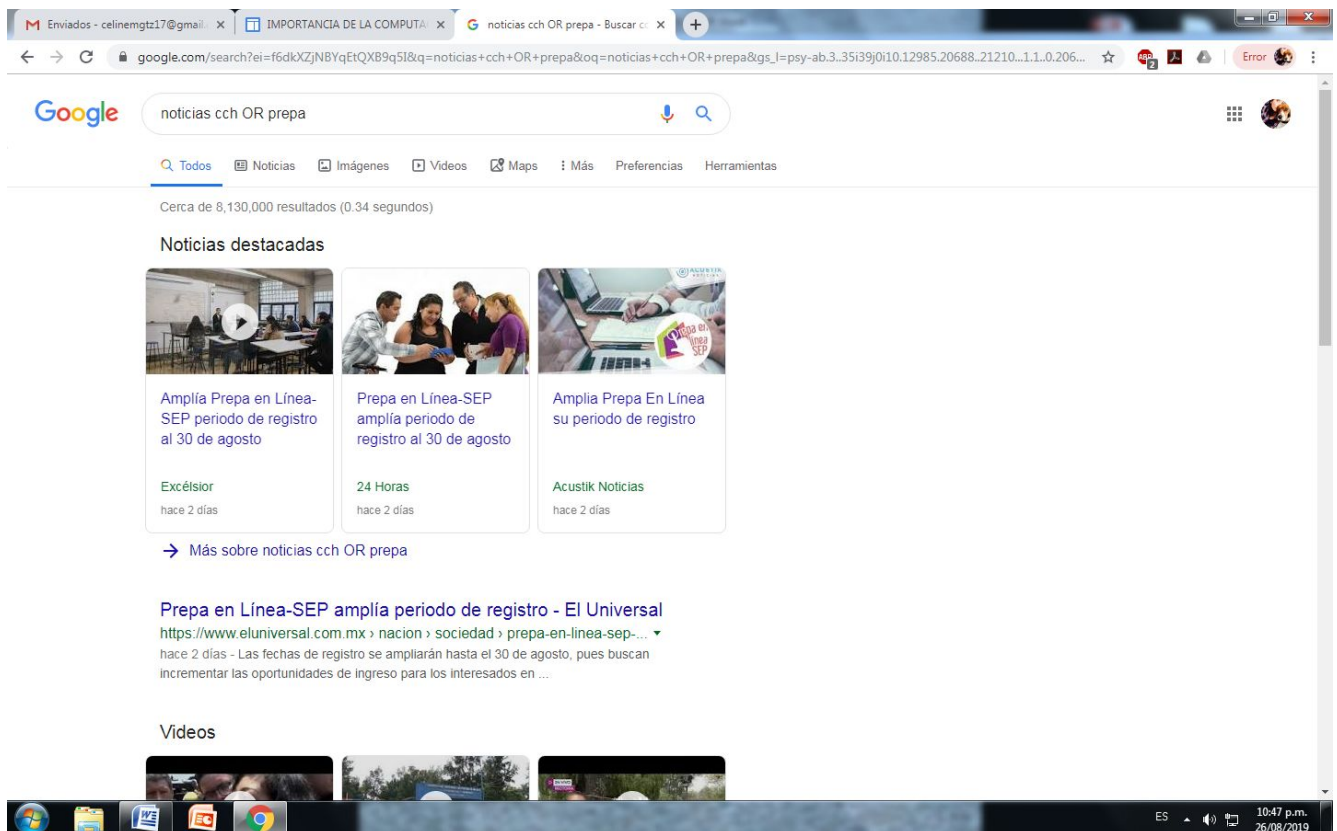 Enviados - celinemgtz17@gmail.
IMPORTANCIA DE LA COMPUTA
noticias cch OR prepa - Buscar co
google.com/search?ei=f6dkXZjNBYqEtQXB9q5I&q=noticias+cch+OR+prepa&oq=noticias+cch+OR+prepa&gs_l=psy-ab.3..35i39j0i10.12985.20688..21210...1.1..0.206...
2
Error
Google
noticias cch OR prepa
Todos Noticias Imágenes Videos Maps Más Preferencias Herramientas
Cerca de 8,130,000 resultados (0.34 segundos)
Noticias destacadas
Amplía Prepa en Línea-
SEP periodo de registro
al 30 de agosto
Excélsior
hace 2 días
Prepa en Línea-SEP
amplía periodo de
registro al 30 de agosto
24 Horas
hace 2 días
ACUSTIK
NOTICIAS
Prepa en
línea
SEP
Amplia Prepa En Línea
su periodo de registro
Acustik Noticias
hace 2 días
Más sobre noticias cch OR prepa
Prepa en Línea-SEP amplía periodo de registro - El Universal
https://www.eluniversal.com.mx › nacion › sociedad › prepa-en-linea-sep-...
hace 2 días - Las fechas de registro se ampliarán hasta el 30 de agosto, pues buscan
incrementar las oportunidades de ingreso para los interesados en ...
Videos
ES
10:47 p.m.
26/08/2019